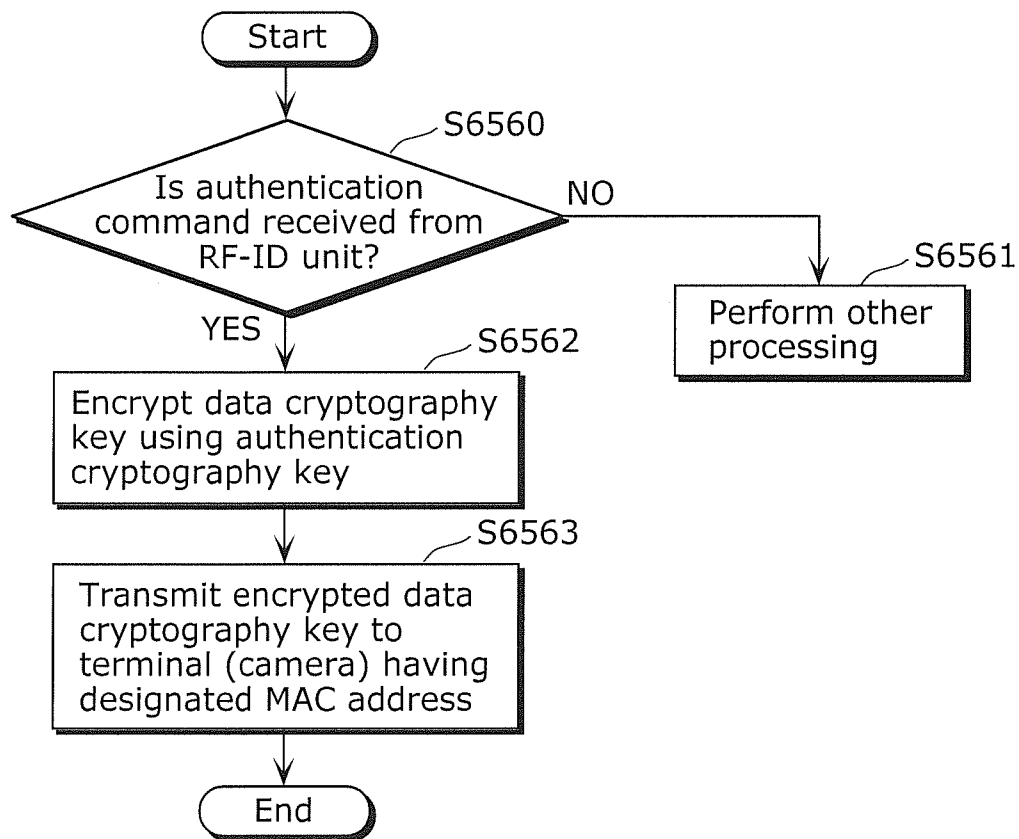 Start
S6560
Is authentication
command received from
RF-ID unit?
NO
S6561
Perform other
processing
YES
S6562
Encrypt data cryptography
key using authentication
cryptography key
S6563
Transmit encrypted data
cryptography key to
terminal (camera) having
designated MAC address
End